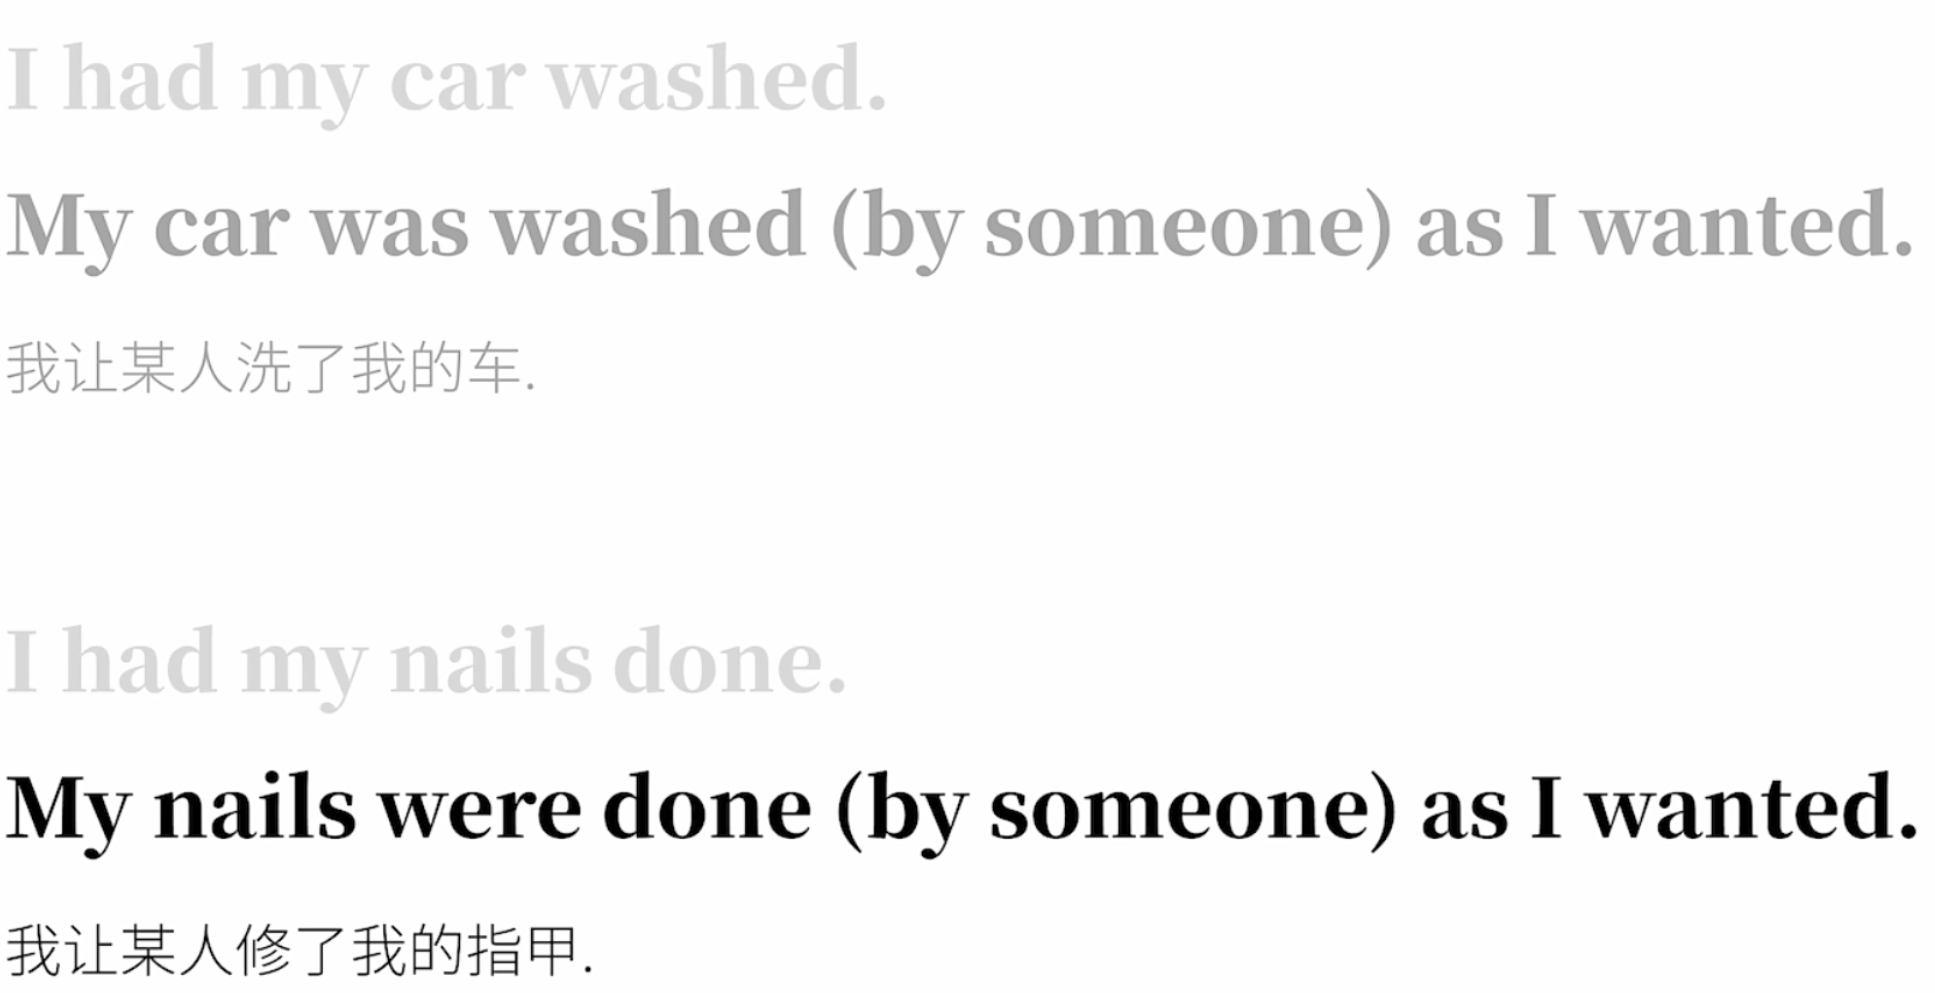 I had my car washed.
My car was washed (by someone) as I wanted.
我让某人洗了我的车.
I had my nails done.
My nails were done (by someone) as I wanted.
我让某人修了我的指甲.